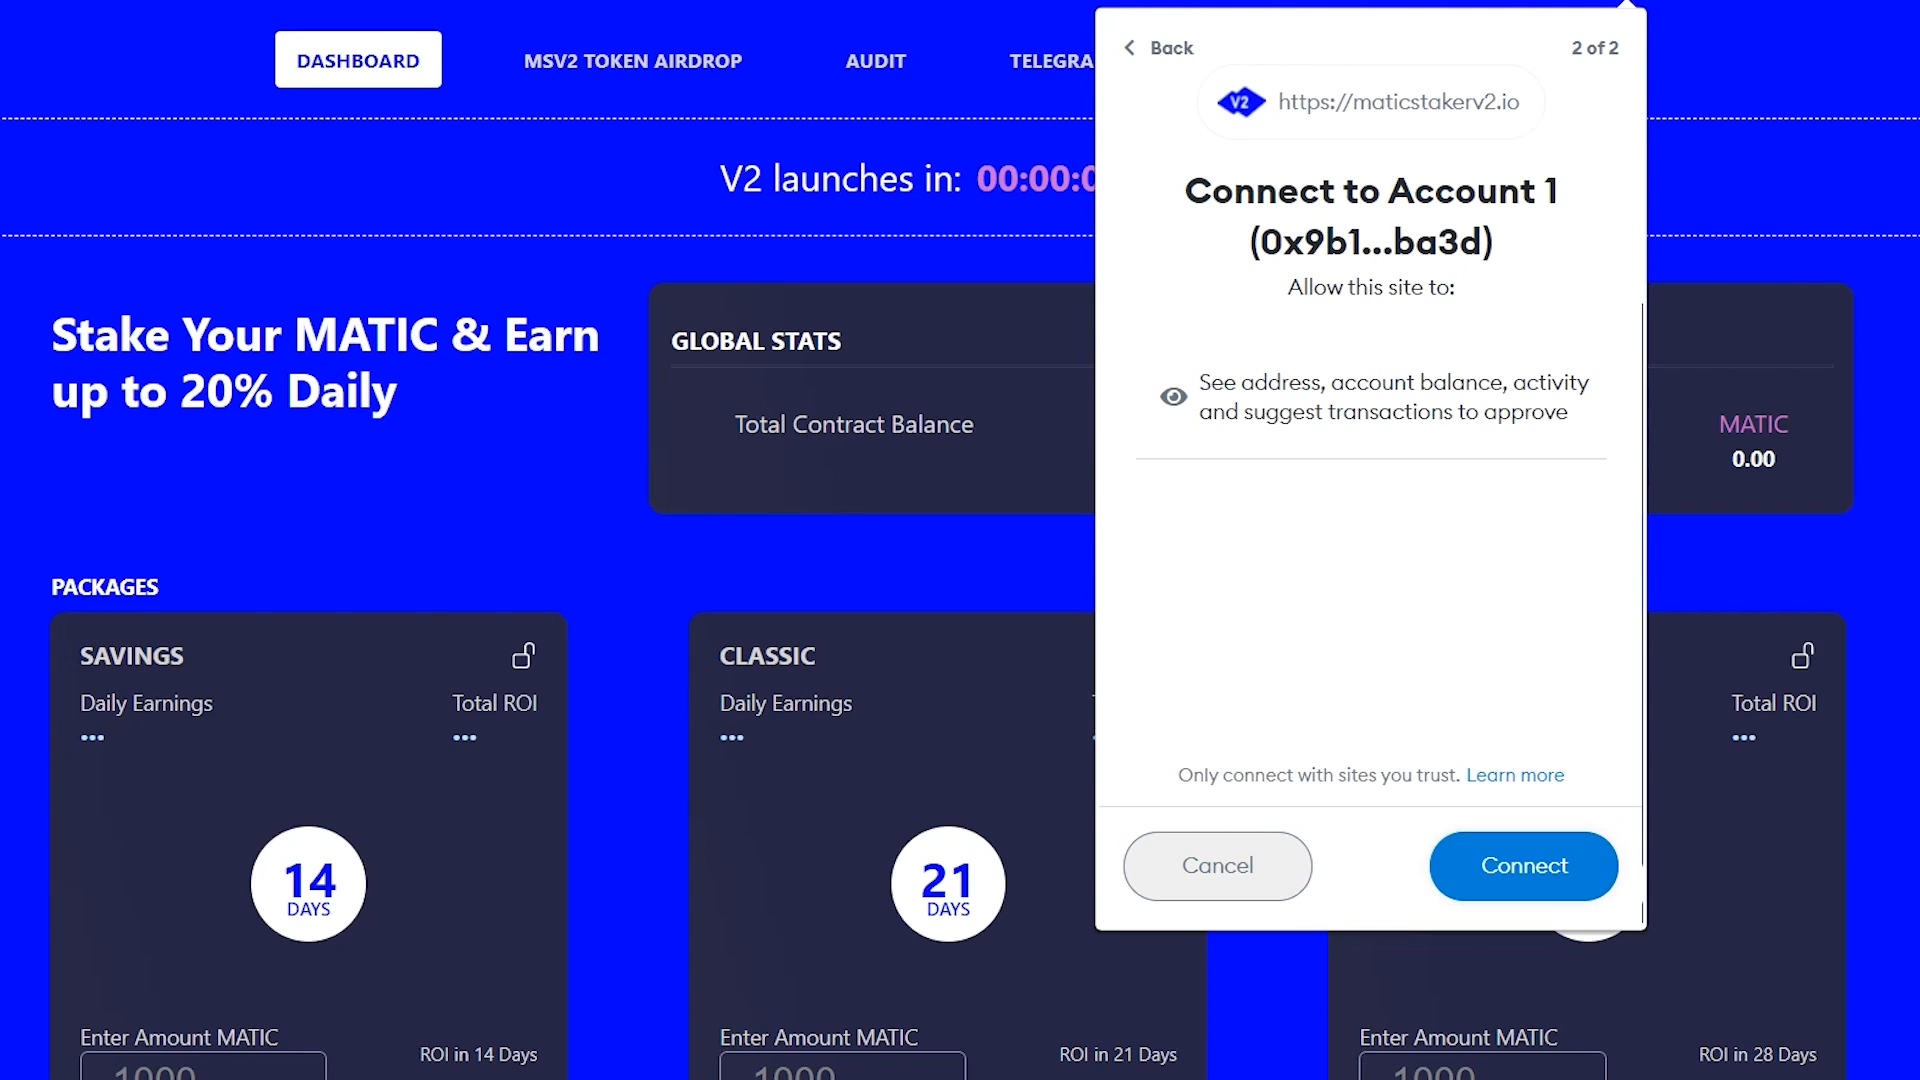 DASHBOARD
MSV2 TOKEN AIRDROP
AUDIT
TELEGRA
V2 launches in: 00:00:0
Stake Your MATIC & Earn
up to 20% Daily
GLOBAL STATS
Total Contract Balance
MATIC
0.00
PACKAGES
SAVINGS
Daily Earnings
Total ROI
...
...
14
DAYS
Enter Amount MATIC
1000
ROI in 14 Days
CLASSIC
Daily Earnings
...
21
DAYS
Enter Amount MATIC
1000
ROI in 21 Days
Total ROI
...
Enter Amount MATIC
1000
ROI in 28 Days
Back
2 of 2
V2
https://maticstakerv2.io
Connect to Account 1
(0x9b1...ba3d)
Allow this site to:
See address, account balance, activity
and suggest transactions to approve
Only connect with sites you trust. Learn more
Cancel
Connect